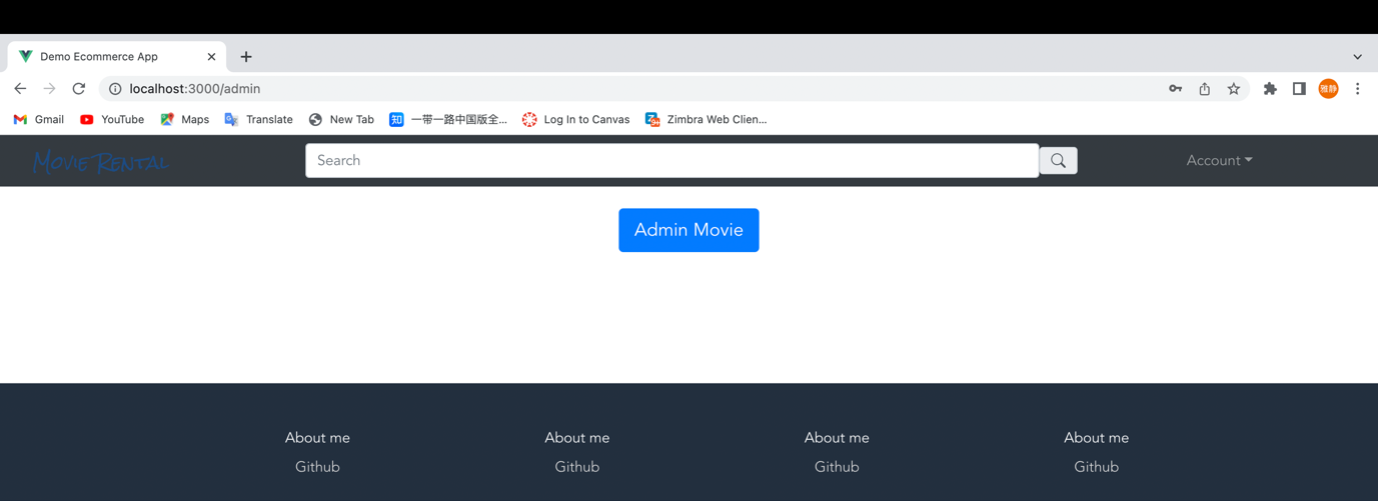 Demo Ecommerce App
localhost:3000/admin
雅静
Gmail YouTube Maps Translate New Tab 知 一带一路中国版全... Log In to Canvas Zimbra Web Clien...
Movie Rental Search Account
Admin Movie
About me About me About me About me
Github Github Github Github